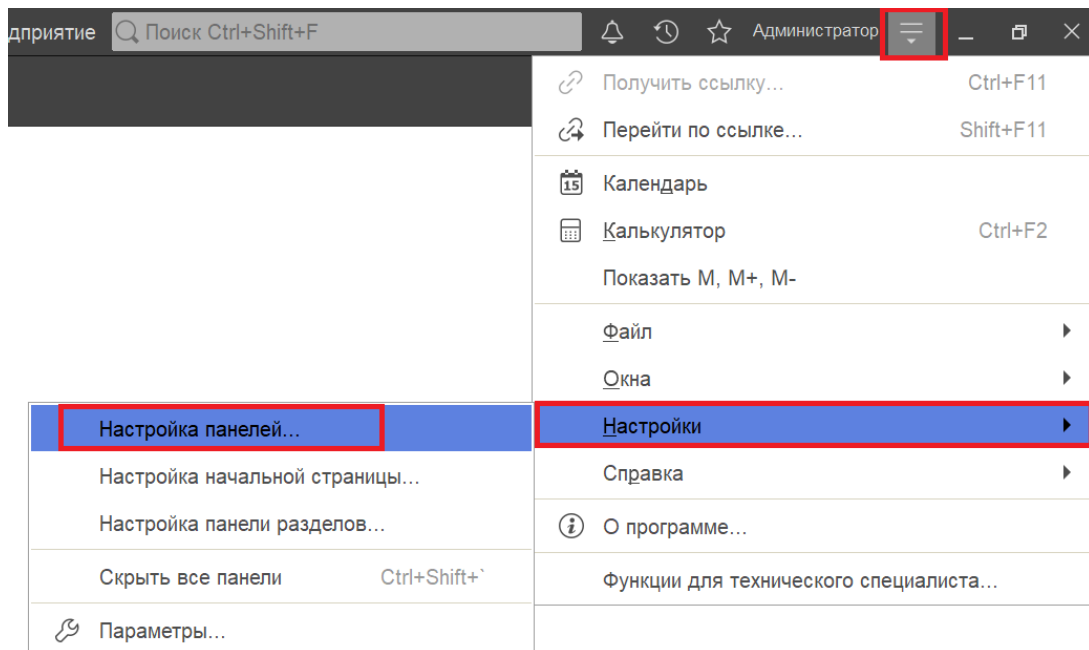 дприятие Поиск Ctrl+Shift+F Администратор
Получить ссылку... Ctrl+F11
Перейти по ссылке... Shift+F11
15 Календарь
Калькулятор Ctrl+F2
Показать M, M+, M-
Файл
Окна
Настройки
Справка
О программе...
Функции для технического специалиста...
Настройка панелей...
Настройка начальной страницы...
Настройка панели разделов...
Скрыть все панели Ctrl+Shift+`
Параметры...